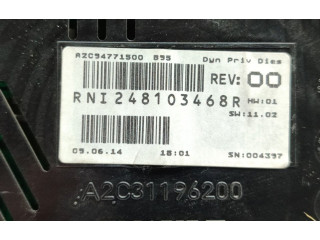 A2C94771500 B95 Dyn Priv Dies
REV: 00
RNI248103468R HW:01
SW:11.02
09.06.14 18:01 SN:004397
A2C31196200